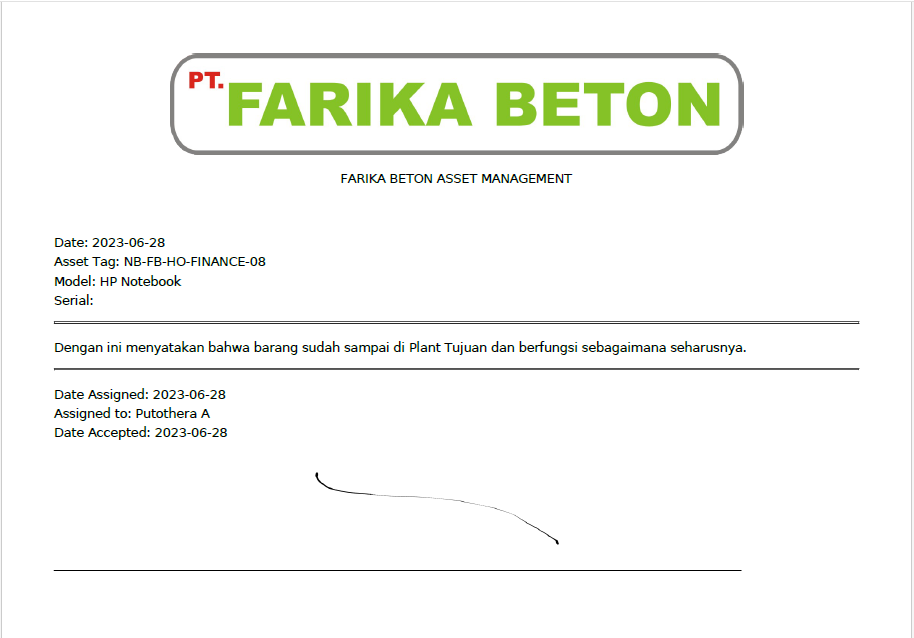 PT. FARIKA BETON
FARIKA BETON ASSET MANAGEMENT
Date: 2023-06-28
Asset Tag: NB-FB-HO-FINANCE-08
Model: HP Notebook
Serial:
Dengan ini menyatakan bahwa barang sudah sampai di Plant Tujuan dan berfungsi sebagaimana seharusnya.
Date Assigned: 2023-06-28
Assigned to: Putothera A
Date Accepted: 2023-06-28